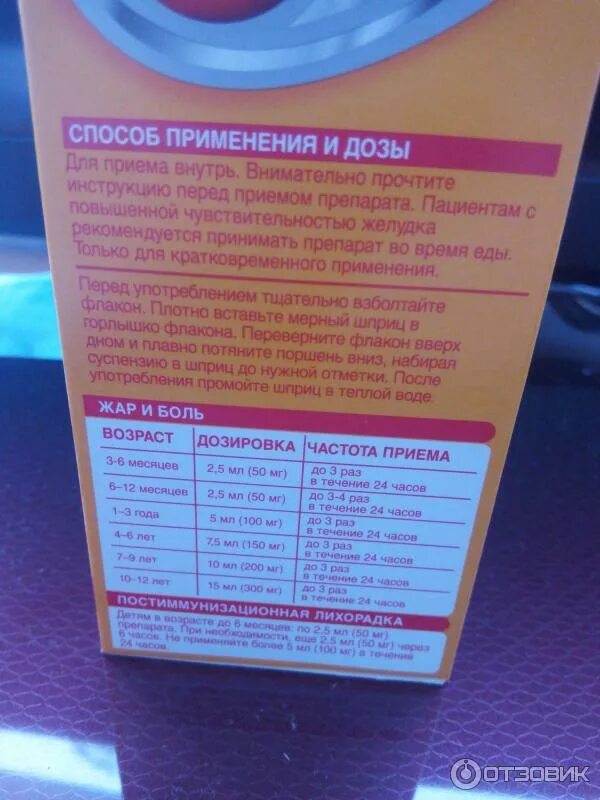 СПОСОБ ПРИМЕНЕНИЯ И ДОЗЫ
Для приема внутрь. Внимательно прочтите
инструкцию перед приемом препарата. Пациентам с
повышенной чувствительностью желудка
рекомендуется принимать препарат во время еды.
Только для кратковременного применения.
Перед употреблением тщательно взболтайте
флакон. Плотно вставьте мерный шприц в
горлышко флакона. Переверните флакон вверх
дном и плавно потяните поршень вниз, набирая
суспензию в шприц до нужной отметки. После
употребления промойте шприц в теплой воде.
ЖАР И БОЛЬ
ВОЗРАСТ ДОЗИРОВКА ЧАСТОТА ПРИЕМА
3-6 месяцев 2,5 мл (50 мг) до 3 раз
в течение 24 часов
6–12 месяцев 2,5 мл (50 мг) до 3-4 раз
в течение 24 часов
1–3 года 5 мл (100 мг) до 3 раз
в течение 24 часов
4–6 лет 7,5 мл (150 мг) до 3 раз
в течение 24 часов
7–9 лет 10 мл (200 мг) до 3 раз
в течение 24 часов
10–12 лет 15 мл (300 мг) до 3 раз
в течение 24 часов
ПОСТИММУНИЗАЦИОННАЯ ЛИХОРАДКА
Детям в возрасте до 6 месяцев: по 2,5 мл (50 мг)
препарата. При необходимости, еще 2,5 мл (50 мг) через
6 часов. Не применяйте более 5 мл (100 мг) в течение
24 часов.
ОТЗОВИК